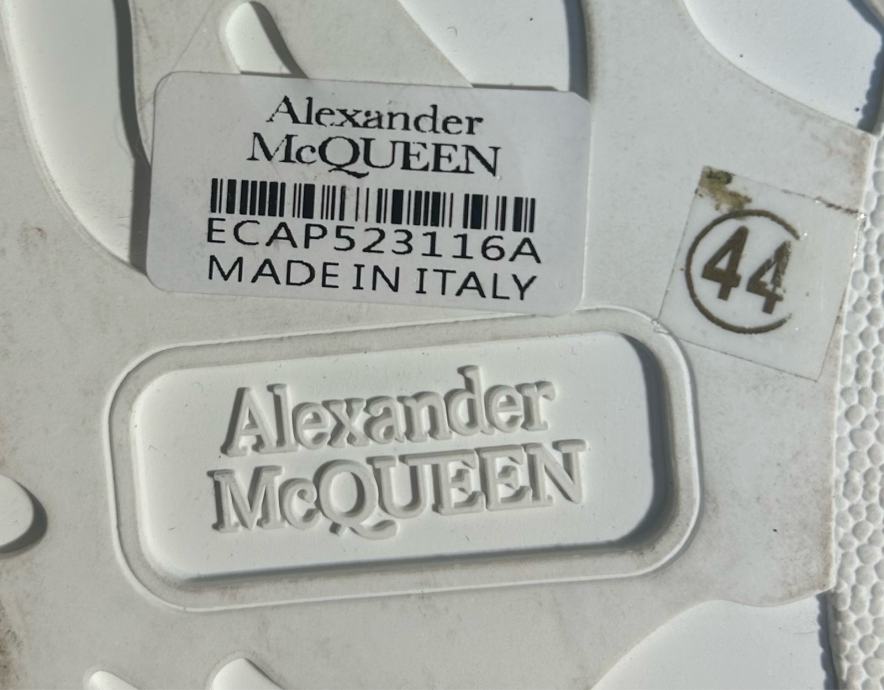 Alexander
McQUEEN
ECAP523116A
MADE IN ITALY
44
Alexander
McQUEEN